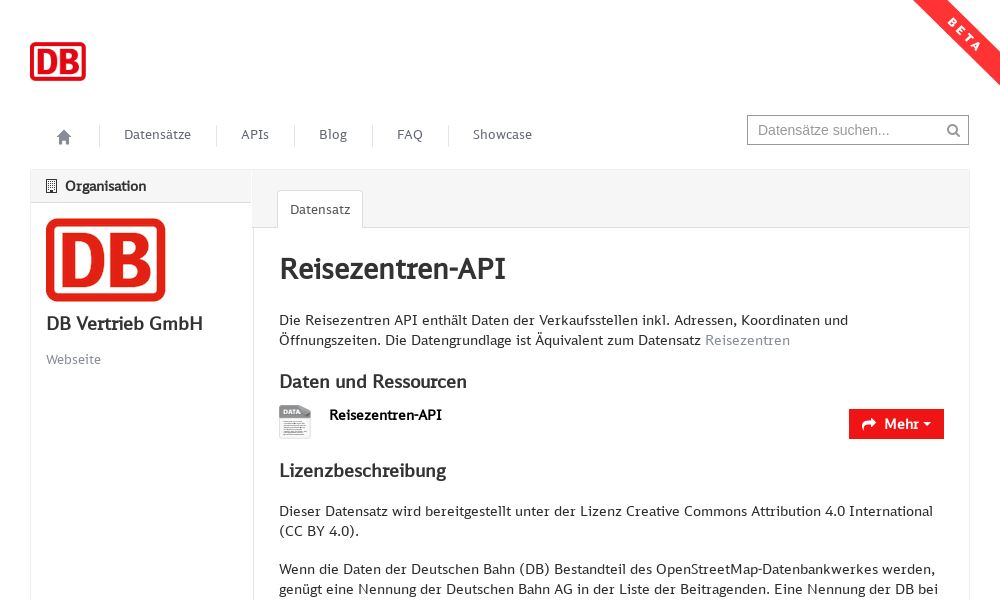 BETA
DB
Datensätze
APIs
Blog
FAQ
Showcase
Datensätze suchen...
Organisation
DB
DB Vertrieb GmbH
Webseite
Datensatz
Reisezentren-API
Die Reisezentren API enthält Daten der Verkaufsstellen inkl. Adressen, Koordinaten und
Öffnungszeiten. Die Datengrundlage ist Äquivalent zum Datensatz Reisezentren
Daten und Ressourcen
DATA
Reisezentren-API
Mehr
Lizenzbeschreibung
Dieser Datensatz wird bereitgestellt unter der Lizenz Creative Commons Attribution 4.0 International
(CC BY 4.0).
Wenn die Daten der Deutschen Bahn (DB) Bestandteil des OpenStreetMap-Datenbankwerkes werden,
genügt eine Nennung der Deutschen Bahn AG in der Liste der Beitragenden. Eine Nennung der DB bei